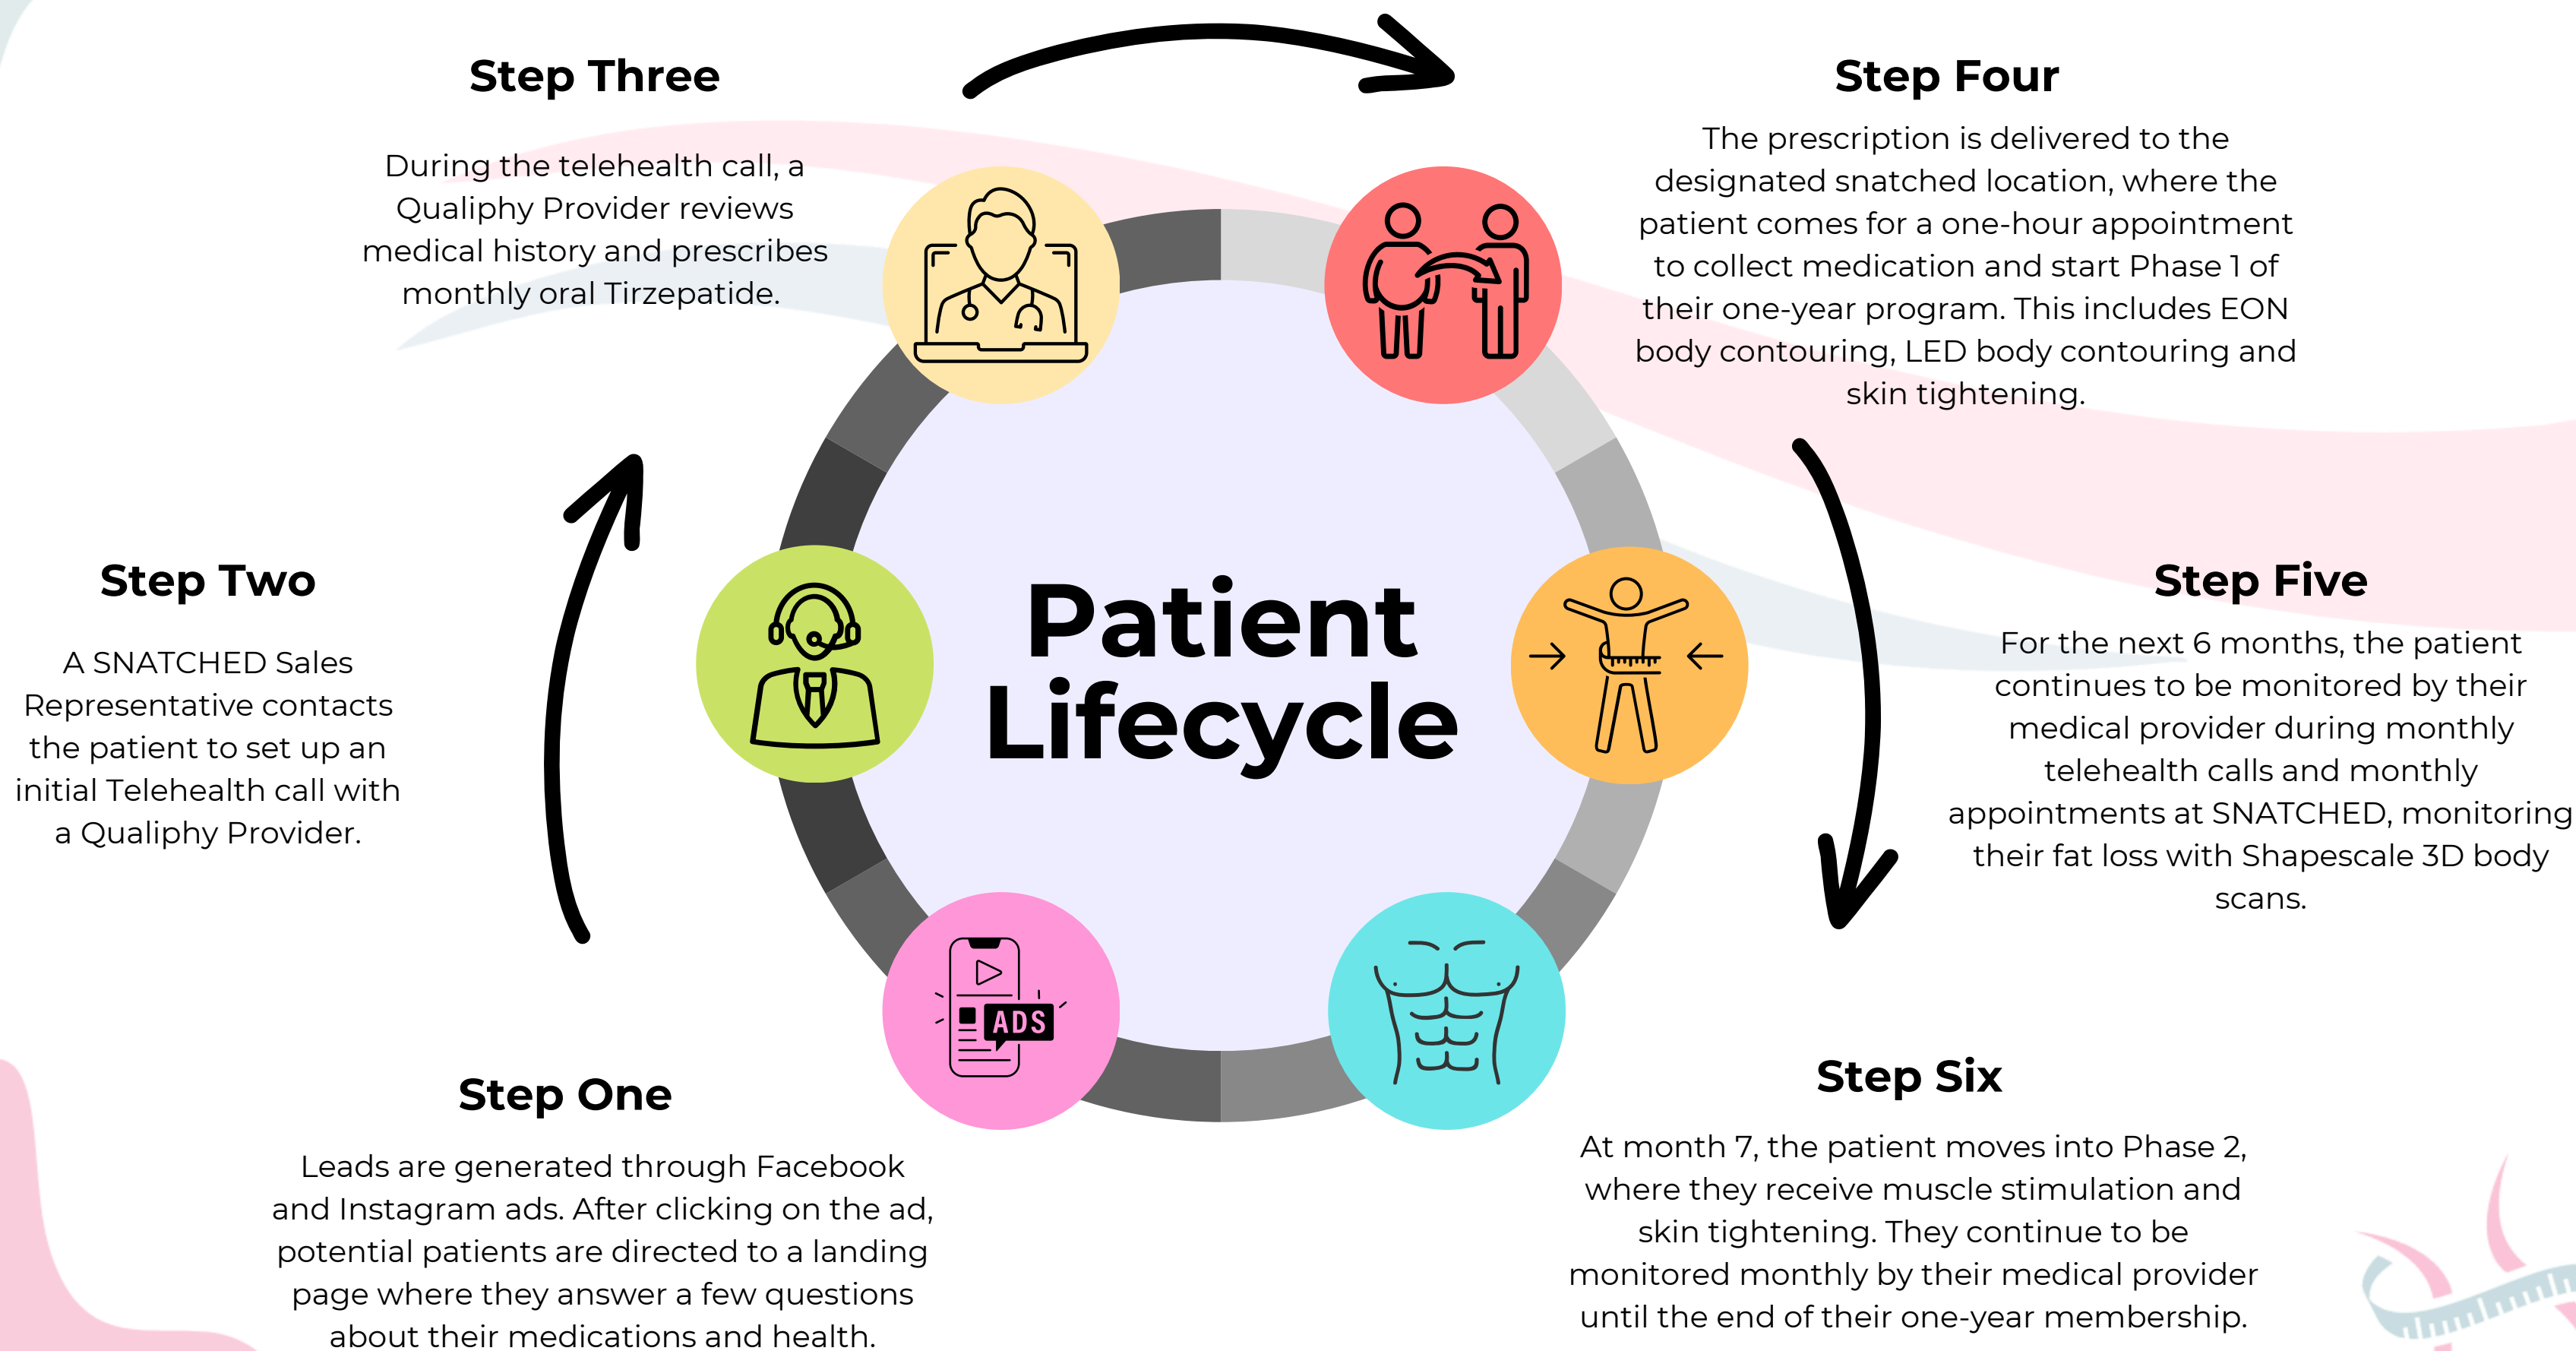 Patient
Lifecycle
Step One
Leads are generated through Facebook
and Instagram ads. After clicking on the ad,
potential patients are directed to a landing
page where they answer a few questions
about their medications and health.
ADS
Step Two
A SNATCHED Sales
Representative contacts
the patient to set up an
initial Telehealth call with
a Qualiphy Provider.
Step Three
During the telehealth call, a
Qualiphy Provider reviews
medical history and prescribes
monthly oral Tirzepatide.
Step Four
The prescription is delivered to the
designated snatched location, where the
patient comes for a one-hour appointment
to collect medication and start Phase 1 of
their one-year program. This includes EON
body contouring, LED body contouring and
skin tightening.
Step Five
For the next 6 months, the patient
continues to be monitored by their
medical provider during monthly
telehealth calls and monthly
appointments at SNATCHED, monitoring
their fat loss with Shapescale 3D body
scans.
Step Six
At month 7, the patient moves into Phase 2,
where they receive muscle stimulation and
skin tightening. They continue to be
monitored monthly by their medical provider
until the end of their one-year membership.